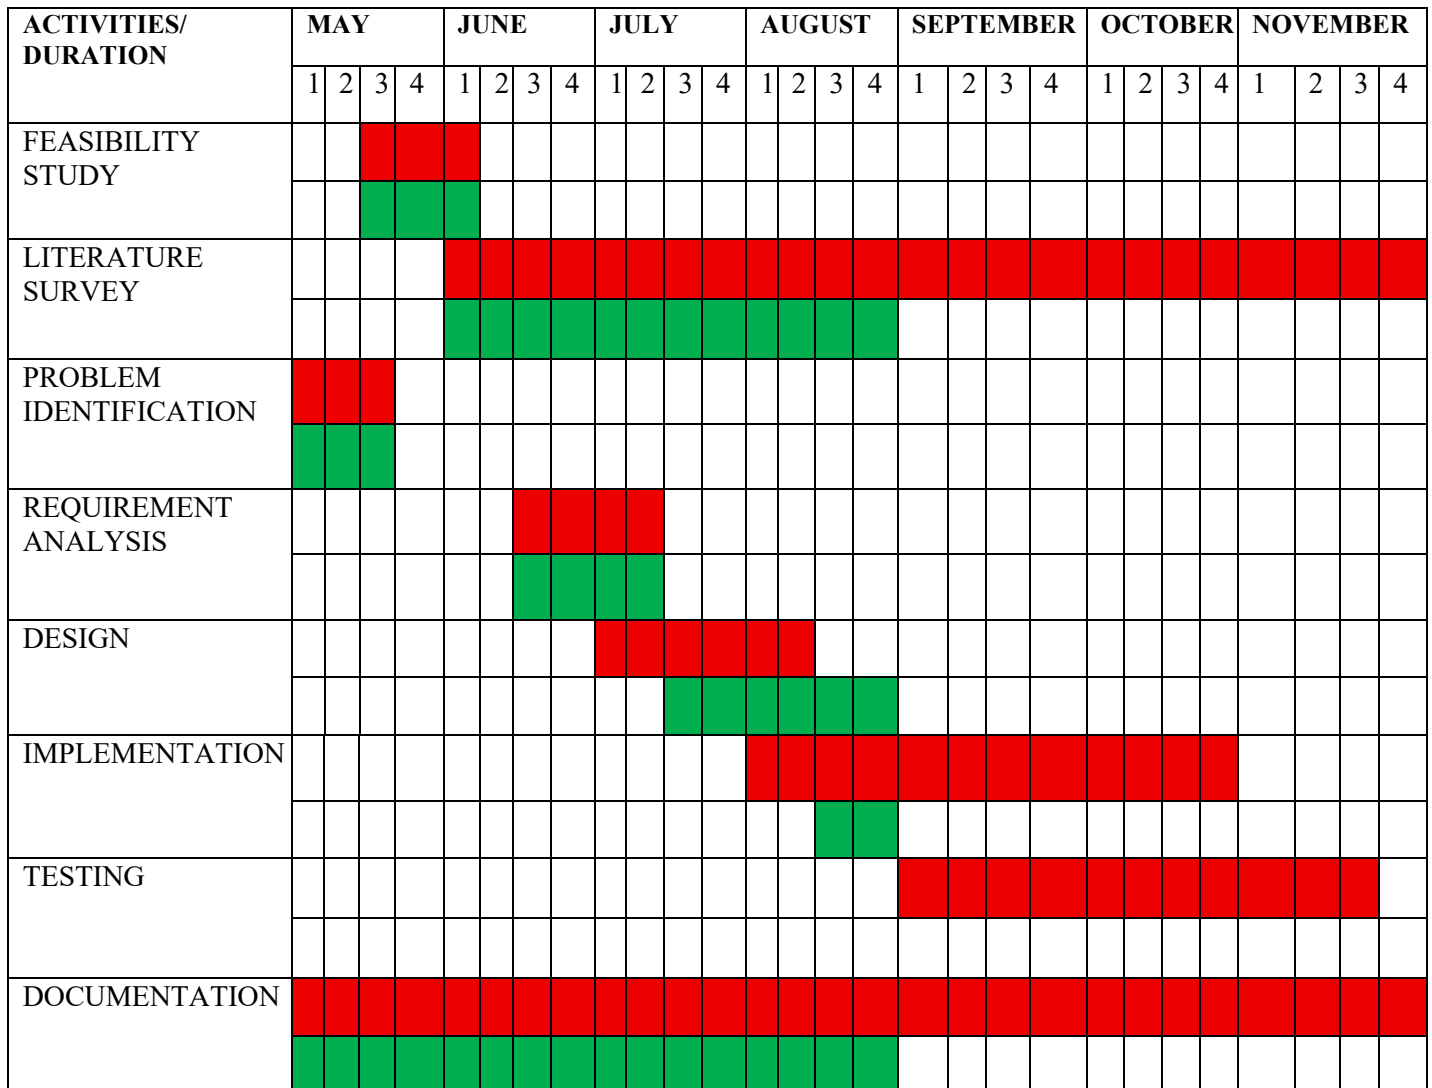 ACTIVITIES/ MAY JUNE JULY AUGUST SEPTEMBER OCTOBER NOVEMBER
DURATION
1 2 3 4 1 2 3 4 1 2 3 4 1 2 3 4 1 2 3 4 1 2 3 4 1 2 3 4
FEASIBILITY
STUDY
LITERATURE
SURVEY
PROBLEM
IDENTIFICATION
REQUIREMENT
ANALYSIS
DESIGN
IMPLEMENTATION
TESTING
DOCUMENTATION